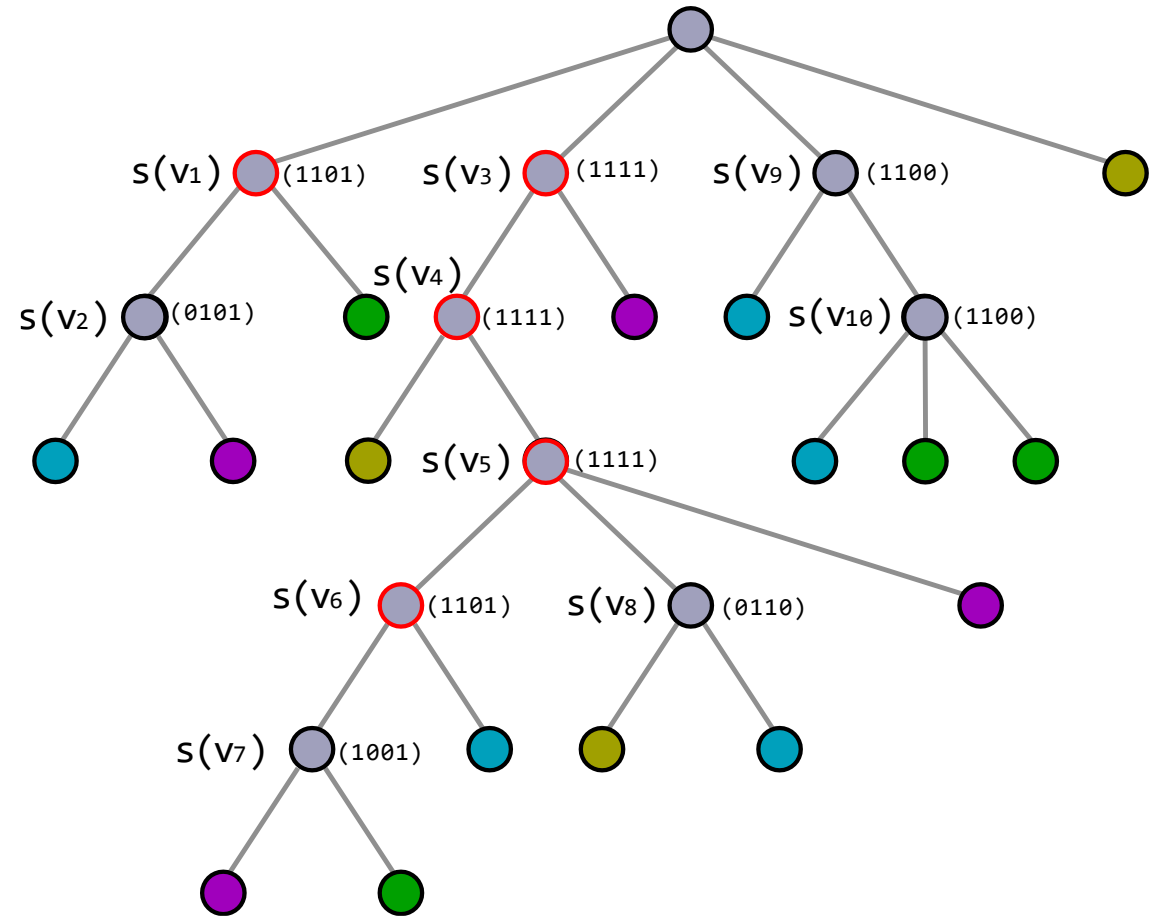 s(v₁) (1101) s(v₃) (1111) s(v₉) (1100)
s(v₄)
s(v₂) (0101) (1111) s(v₁₀) (1100)
s(v₅) (1111)
s(v₆) (1101) s(v₈) (0110)
s(v₇) (1001)